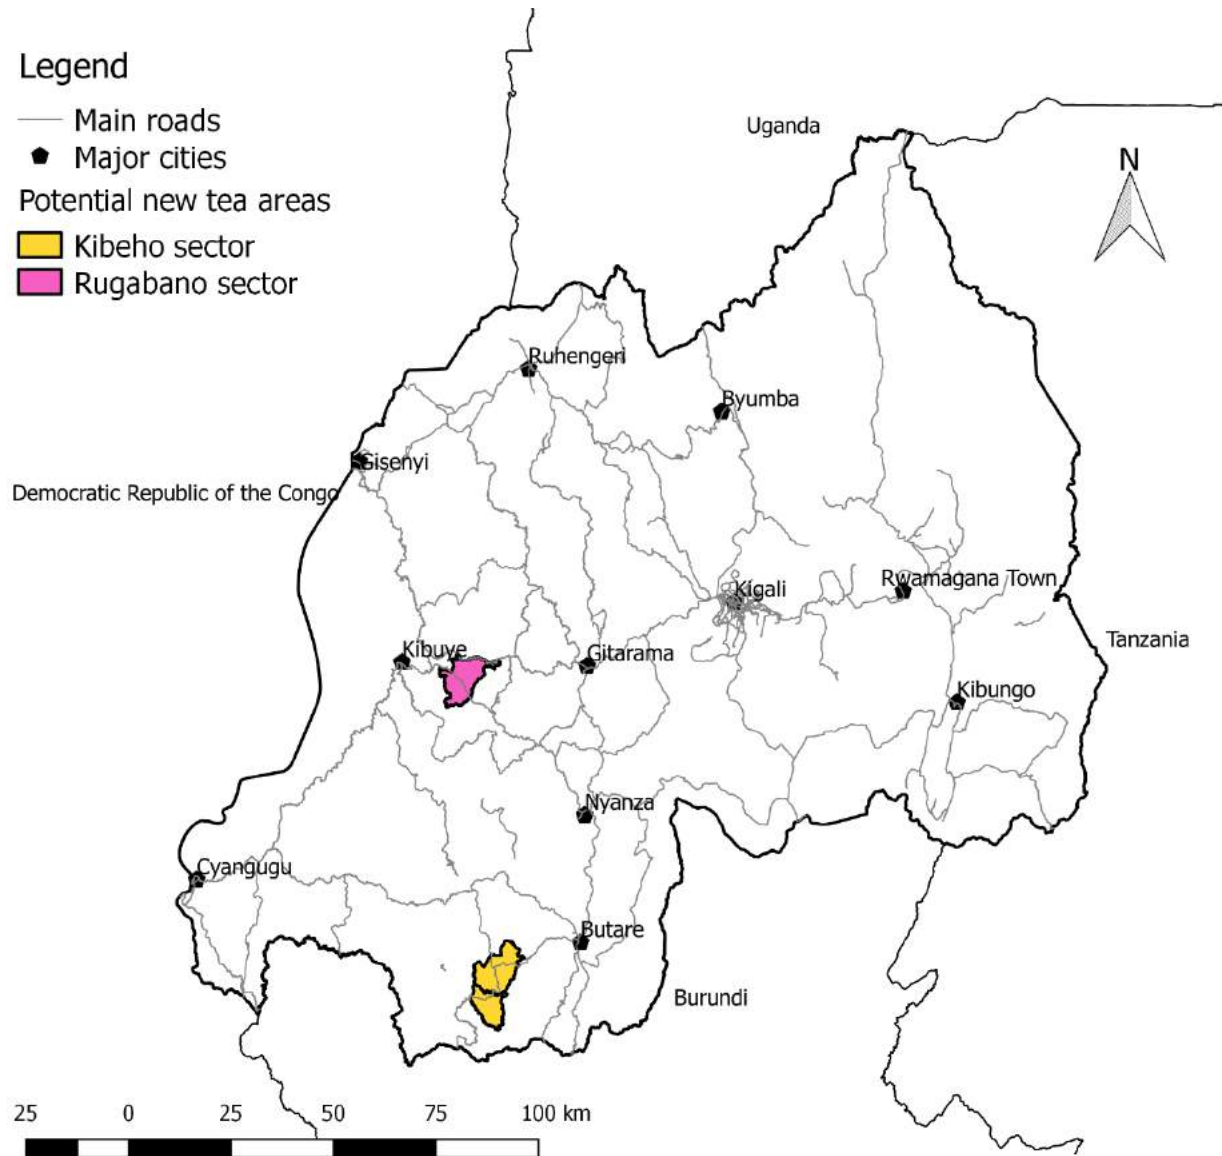 Legend
Main roads
Major cities
Potential new tea areas
Kibeho sector
Rugabano sector
Uganda
N
Ruhengeri
Byumba
Gisenyi
Democratic Republic of the Congo
Kigali
Rwamagana Town
Tanzania
Kibuye
Gitarama
Kibungo
Nyanza
Cyangugu
Butare
Burundi
25 0 25 50 75 100 km